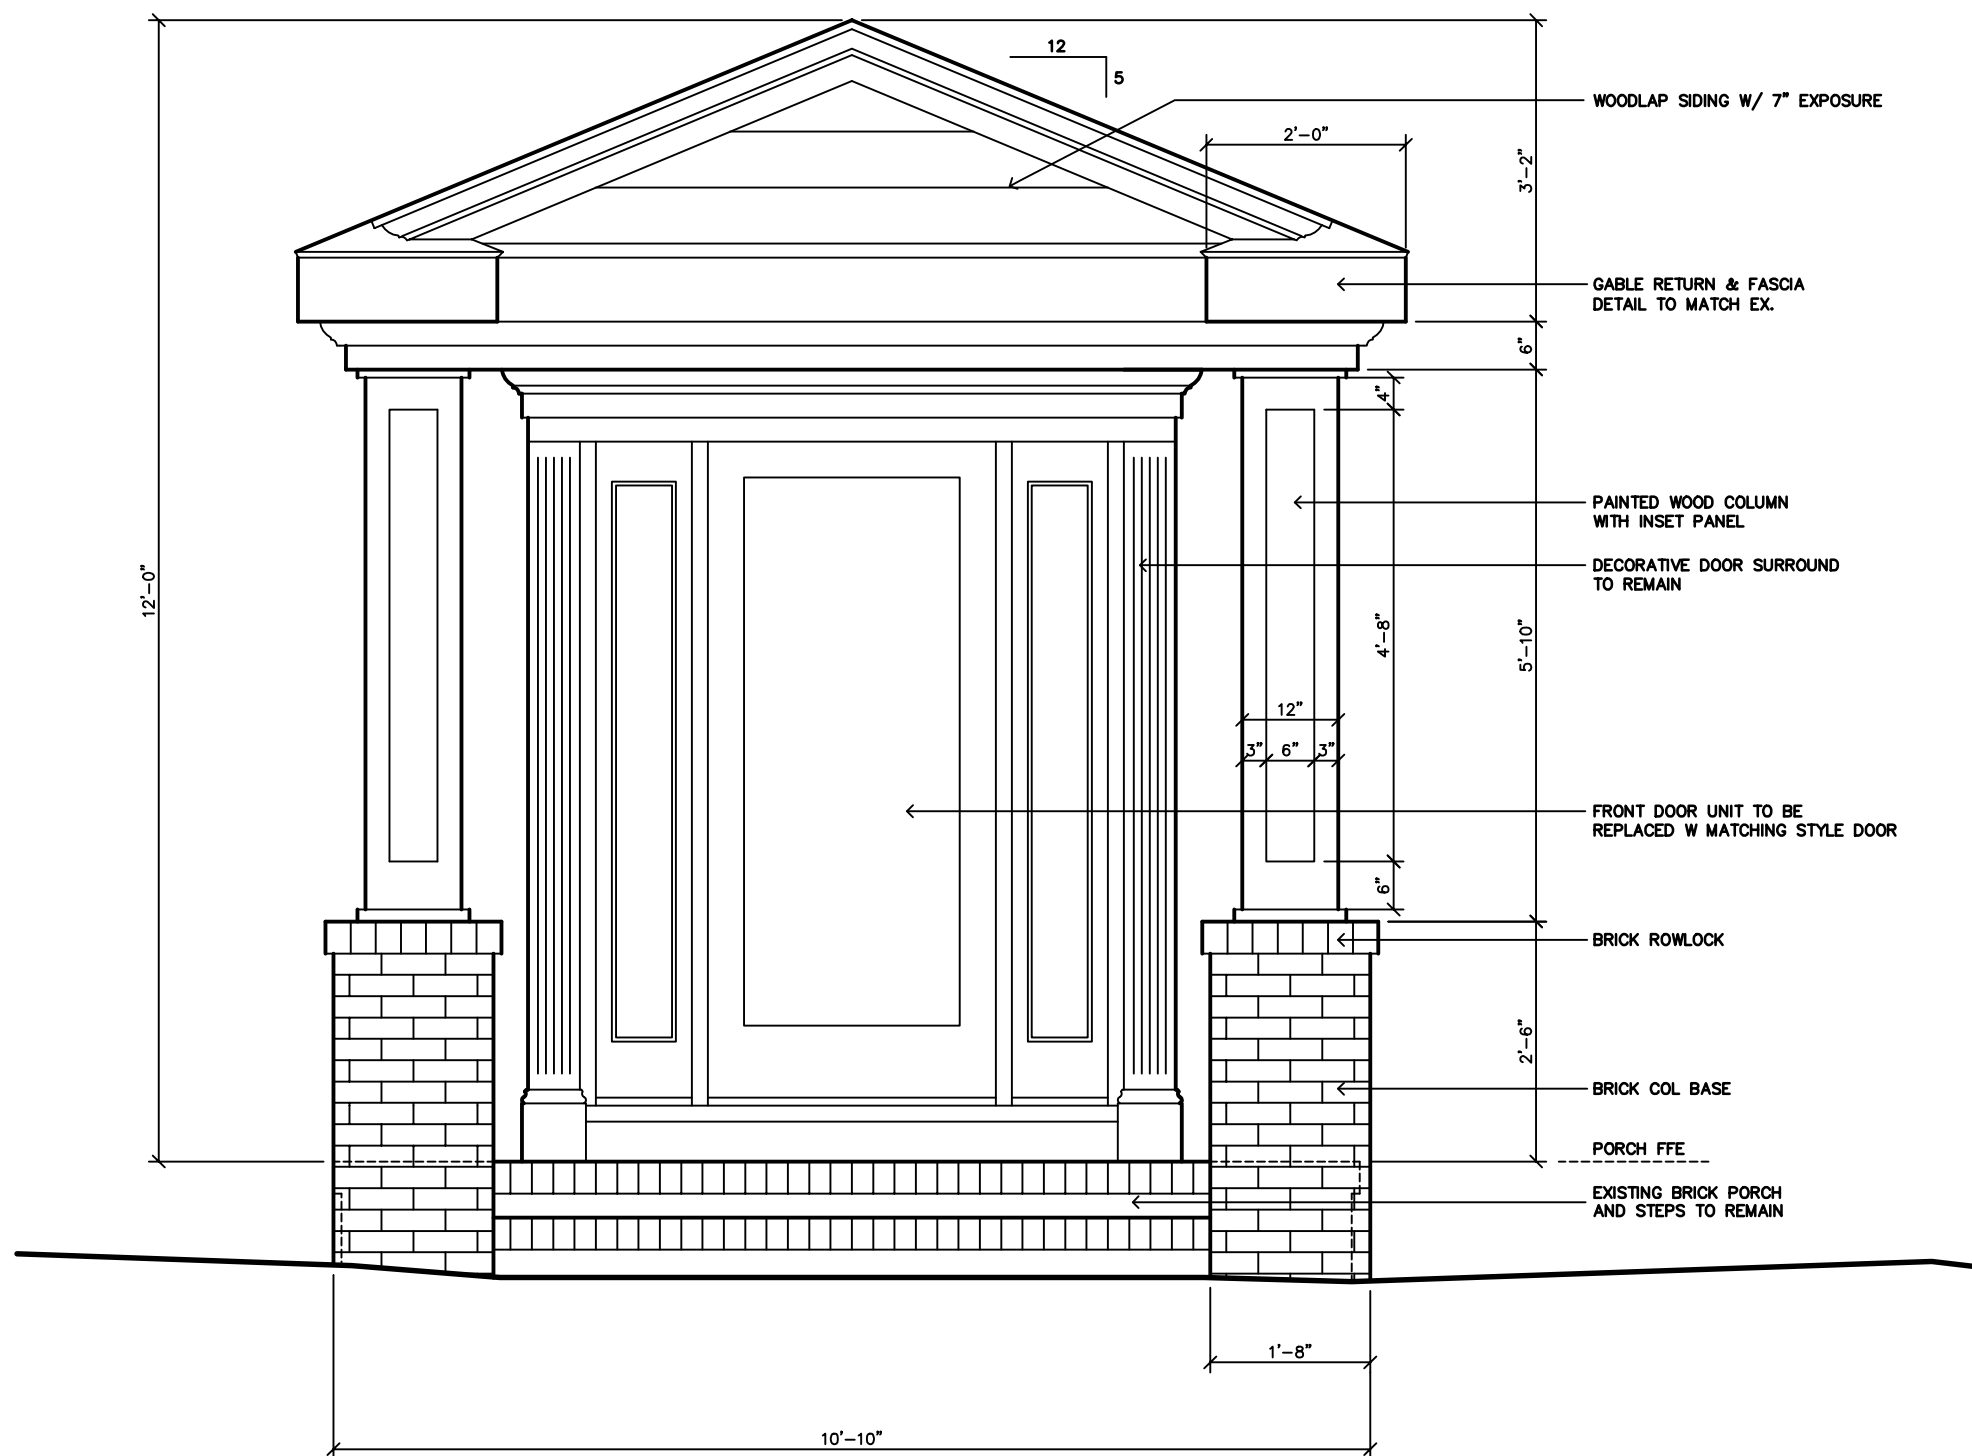 12
5
WOODLAP SIDING W/ 7" EXPOSURE
2'-0"
3'-2"
GABLE RETURN & FASCIA
DETAIL TO MATCH EX.
6"
4"
PAINTED WOOD COLUMN
WITH INSET PANEL
DECORATIVE DOOR SURROUND
TO REMAIN
12'-0"
4'-8"
5'-10"
12"
3"
6"
3"
FRONT DOOR UNIT TO BE
REPLACED W MATCHING STYLE DOOR
6"
BRICK ROWLOCK
2'-6"
BRICK COL BASE
PORCH FFE
EXISTING BRICK PORCH
AND STEPS TO REMAIN
1'-8"
10'-10"